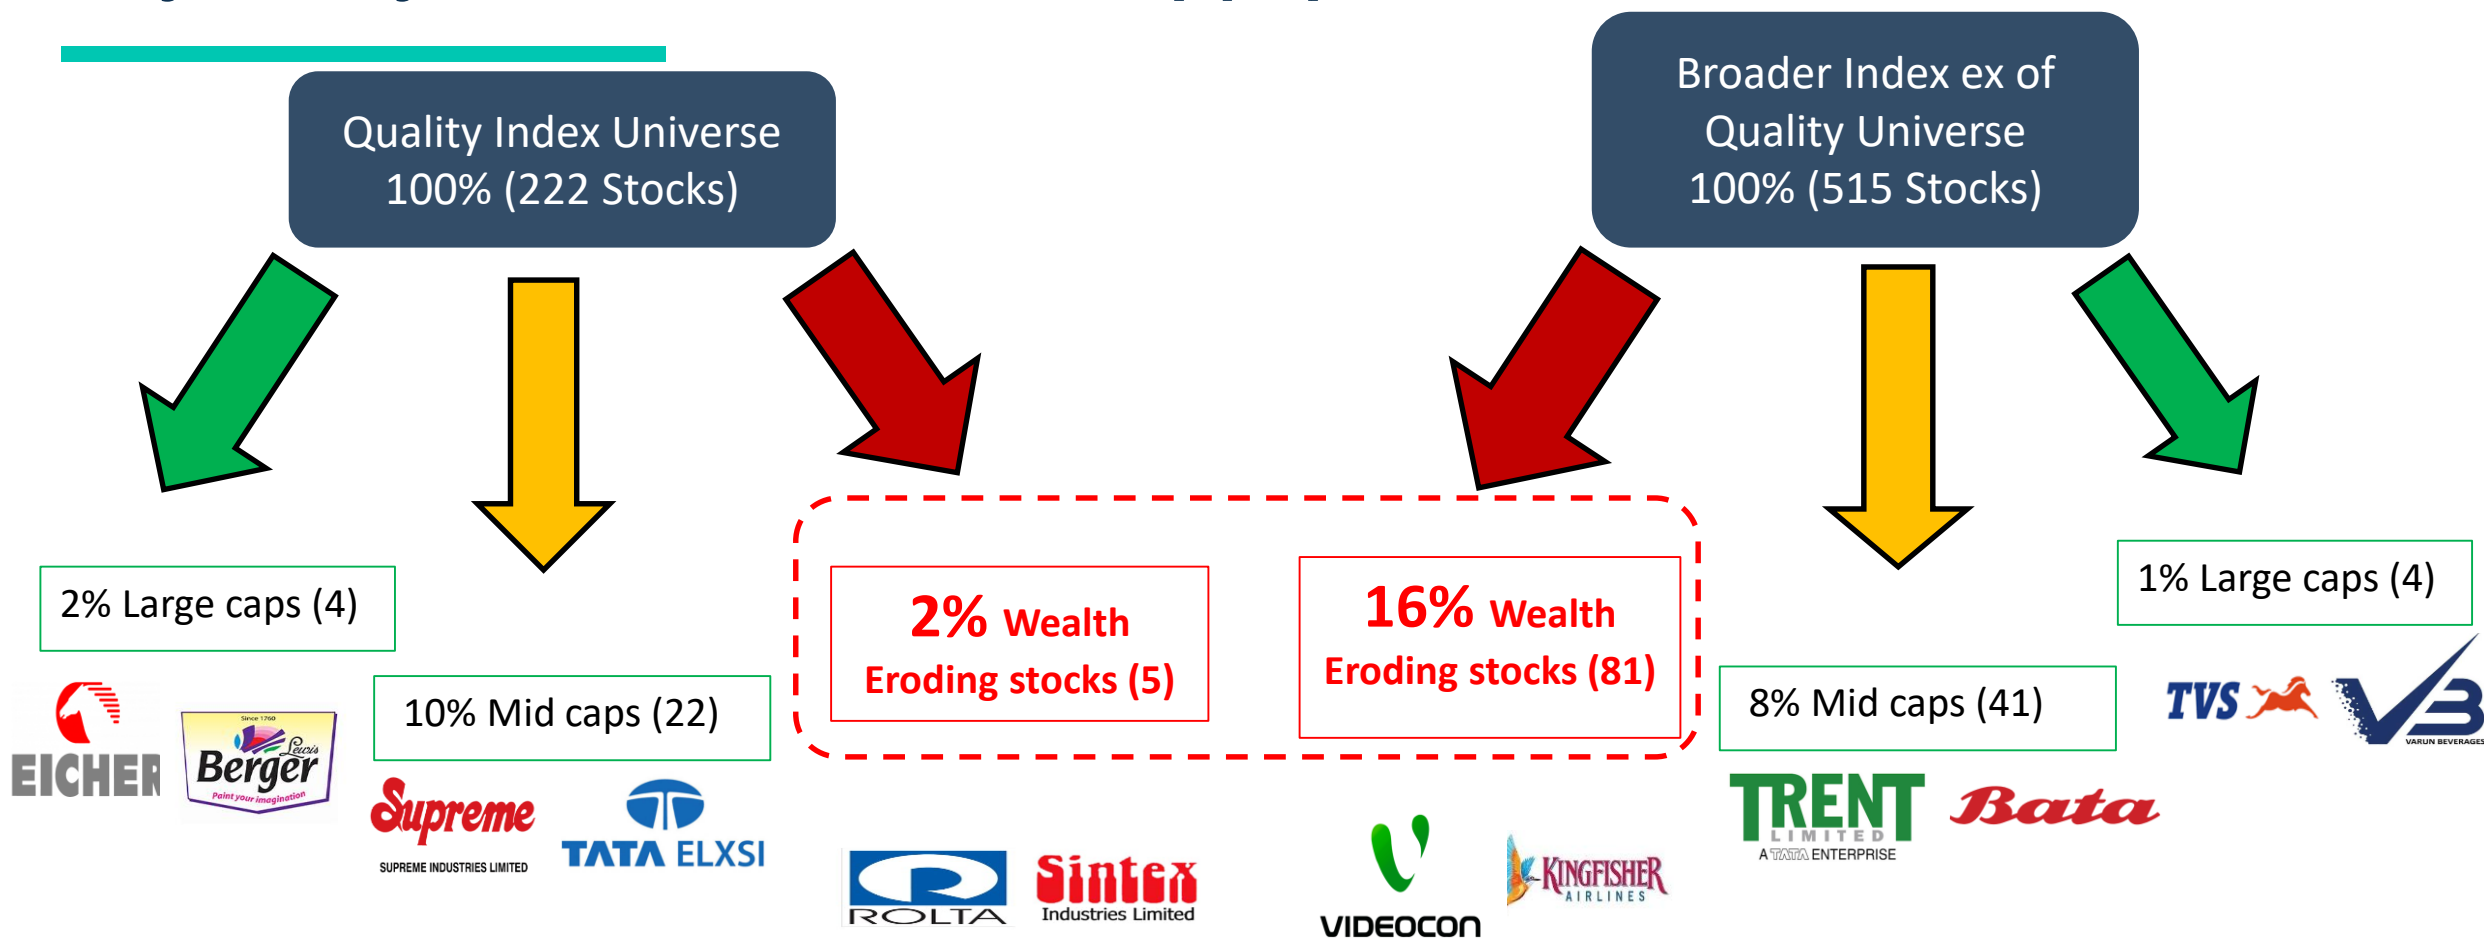 Quality Index Universe
100% (222 Stocks)
Broader Index ex of
Quality Universe
100% (515 Stocks)
2% Large caps (4)
10% Mid caps (22)
2% Wealth
Eroding stocks (5)
16% Wealth
Eroding stocks (81)
8% Mid caps (41)
1% Large caps (4)
EICHER
Since 1760
Lewis
Berger
Paint your imagination
Supreme
SUPREME INDUSTRIES LIMITED
TATA ELXSI
ROLTA
Sintex
Industries Limited
VIDEOCON
KINGFISHER
AIRLINES
TRENT
LIMITED
A TATA ENTERPRISE
Bata
TVS
VB
VARUN BEVERAGES